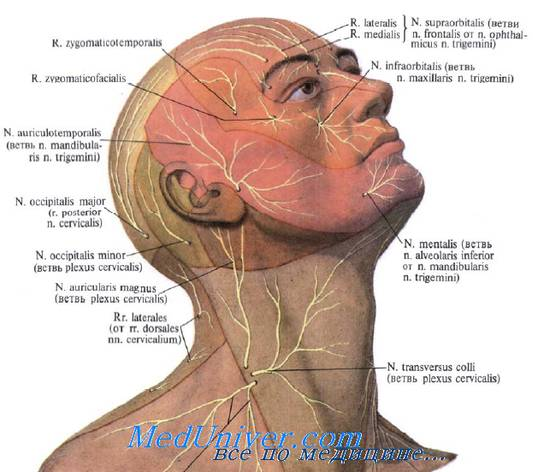 R. lateralis
R. medialis
N. supraorbitalis (ветви
n. frontalis от n. ophthal-
micus n. trigemini)
R. zygomaticotemporalis
N. infraorbitalis (ветвь
n. maxillaris n. trigemini)
R. zygomaticofacialis
N. auriculotemporalis
(ветвь n. mandibula-
ris n. trigemini)
N. occipitalis major
(r. posterior
n. cervicalis)
N. occipitalis minor
(ветвь plexus cervicalis)
N. auricularis magnus
(ветвь plexus cervicalis)
Rr. laterales
(от rr. dorsales
nn. cervicalium)
N. mentalis (ветвь
n. alveolaris inferior
от n. mandibularis
n. trigemini)
N. transversus colli
(ветвь plexus cervicalis)
MedUniver.com
все по медицине...